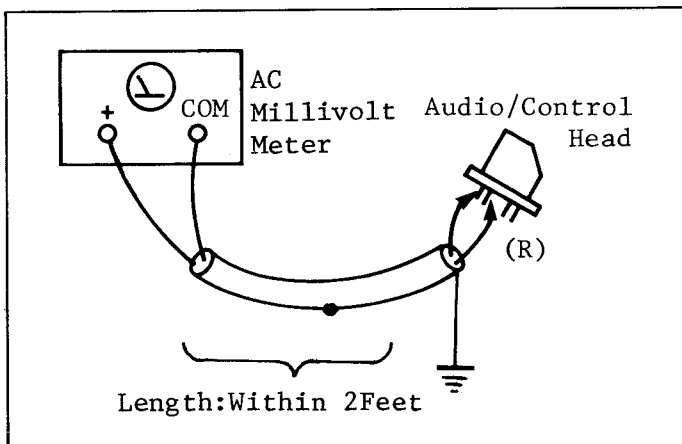 AC
Millivolt
Meter
+
COM
Audio/Control
Head
(R)
Length:Within 2Feet